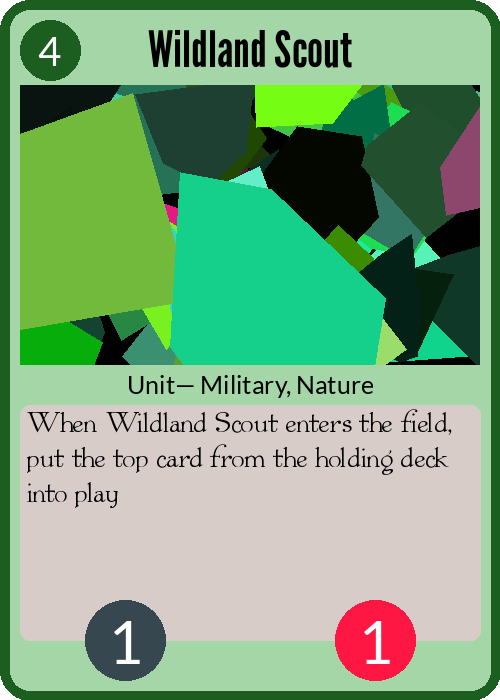 4
Wildland Scout
Unit— Military, Nature
When Wildland Scout enters the field,
put the top card from the holding deck
into play
1
1